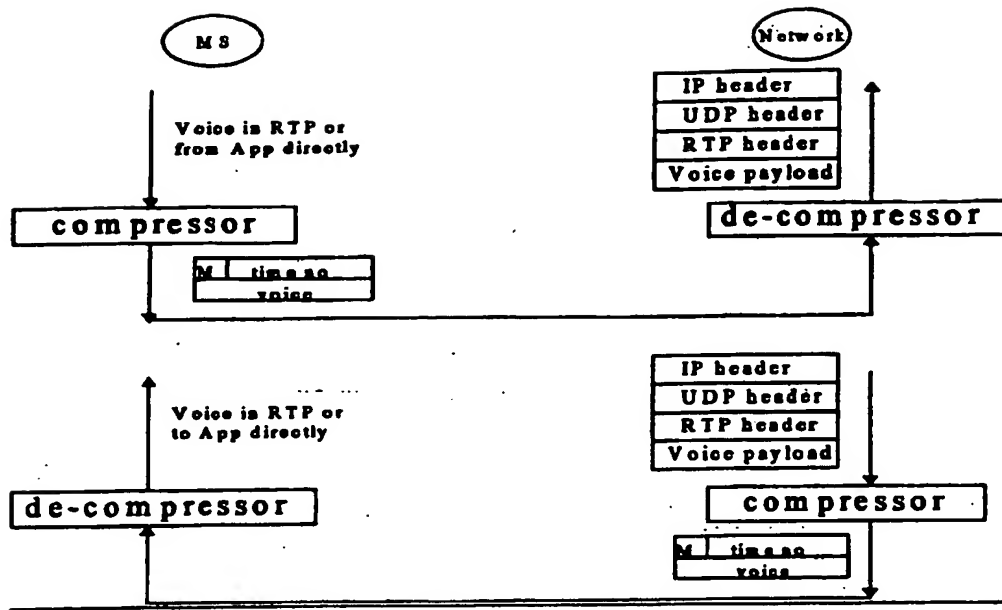 MS
Network
IP header
UDP header
RTP header
Voice payload
Voice in RTP or
from App directly
compressor
de-compressor
M time no
voice
IP header
UDP header
RTP header
Voice payload
Voice in RTP or
to App directly
de-compressor
compressor
M time no
voice